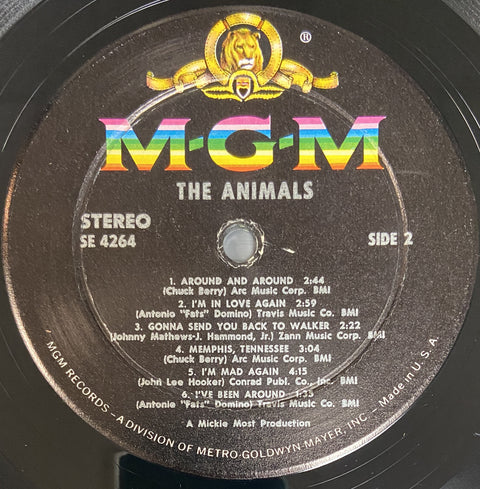 ®
M-G-M
THE ANIMALS
STEREO
SE 4264
SIDE 2
1. AROUND AND AROUND 2:44
(Chuck Berry) Arc Music Corp. BMI
2. I'M IN LOVE AGAIN 2:59
(Antonio "Fats" Domino) Travis Music Co. BMI
3. GONNA SEND YOU BACK TO WALKER 2:22
(Johnny Mathews-J. Hammond, Jr.) Zann Music Corp. BMI
4. MEMPHIS, TENNESSEE 3:04
(Chuck Berry) Arc Music Corp. BMI
5. I'M MAD AGAIN 4:15
(John Lee Hooker) Conrad Publ. Co., Inc. BMI
6. I'VE BEEN AROUND 1:35
(Antonio "Fats" Domino) Travis Music Co. BMI
A Mickie Most Production
MGM RECORDS – A DIVISION OF METRO-GOLDWYN-MAYER, INC. – Made in U.S.A.